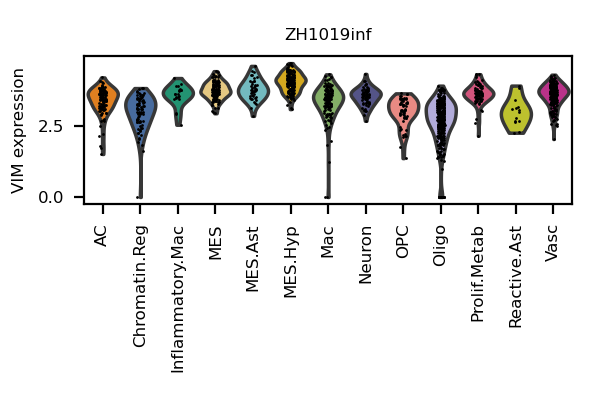 ZH1019inf
VIM expression
2.5
0.0
AC
Chromatin.Reg
Inflammatory.Mac
MES
MES.Ast
MES.Hyp
Mac
Neuron
OPC
Oligo
Prolif.Metab
Reactive.Ast
Vasc